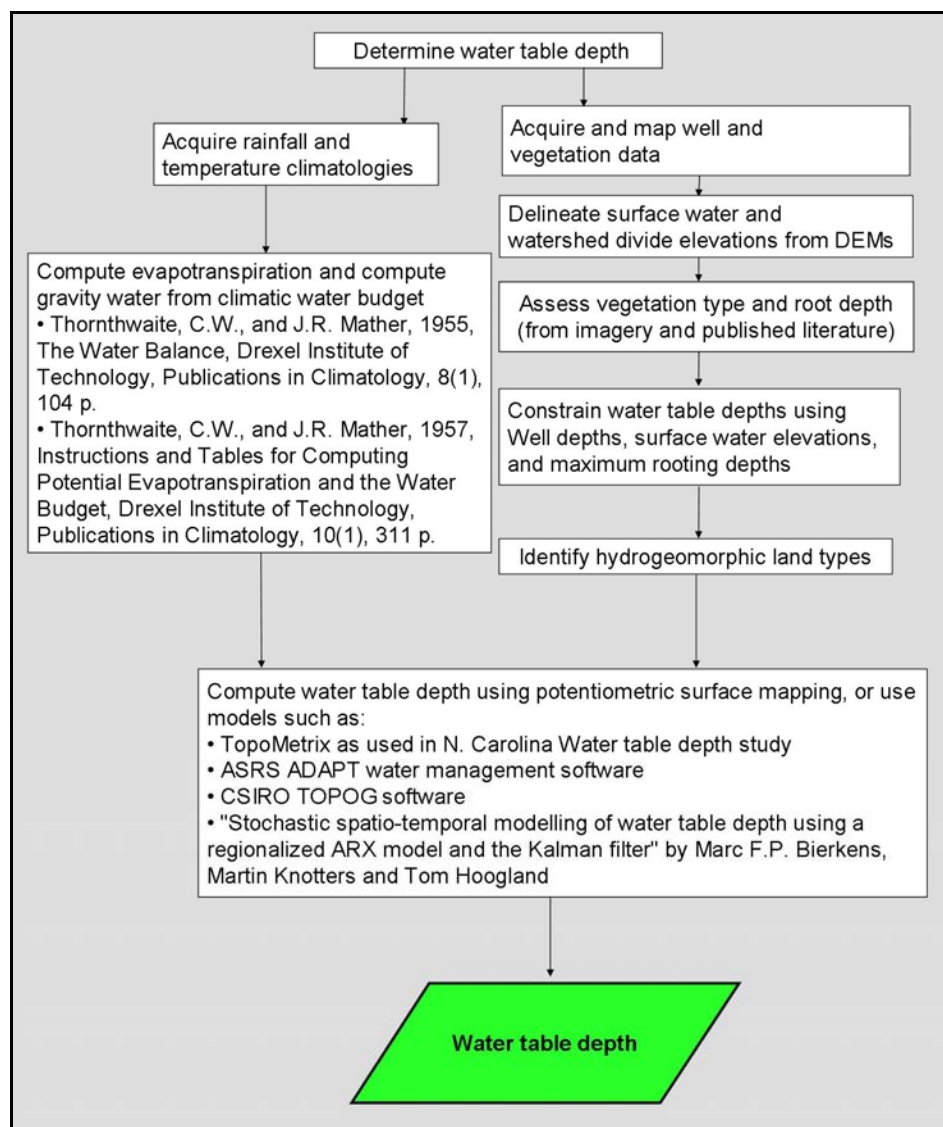 Determine water table depth
Acquire rainfall and
temperature climatologies
Compute evapotranspiration and compute
gravity water from climatic water budget
• Thornthwaite, C.W., and J.R. Mather, 1955,
The Water Balance, Drexel Institute of
Technology, Publications in Climatology, 8(1),
104 p.
• Thornthwaite, C.W., and J.R. Mather, 1957,
Instructions and Tables for Computing
Potential Evapotranspiration and the Water
Budget, Drexel Institute of Technology,
Publications in Climatology, 10(1), 311 p.
Acquire and map well and
vegetation data
Delineate surface water and
watershed divide elevations from DEMs
Assess vegetation type and root depth
(from imagery and published literature)
Constrain water table depths using
Well depths, surface water elevations,
and maximum rooting depths
Identify hydrogeomorphic land types
Compute water table depth using potentiometric surface mapping, or use
models such as:
• TopoMetrix as used in N. Carolina Water table depth study
• ASRS ADAPT water management software
• CSIRO TOPOG software
• "Stochastic spatio-temporal modelling of water table depth using a
regionalized ARX model and the Kalman filter" by Marc F.P. Bierkens,
Martin Knotters and Tom Hoogland
Water table depth